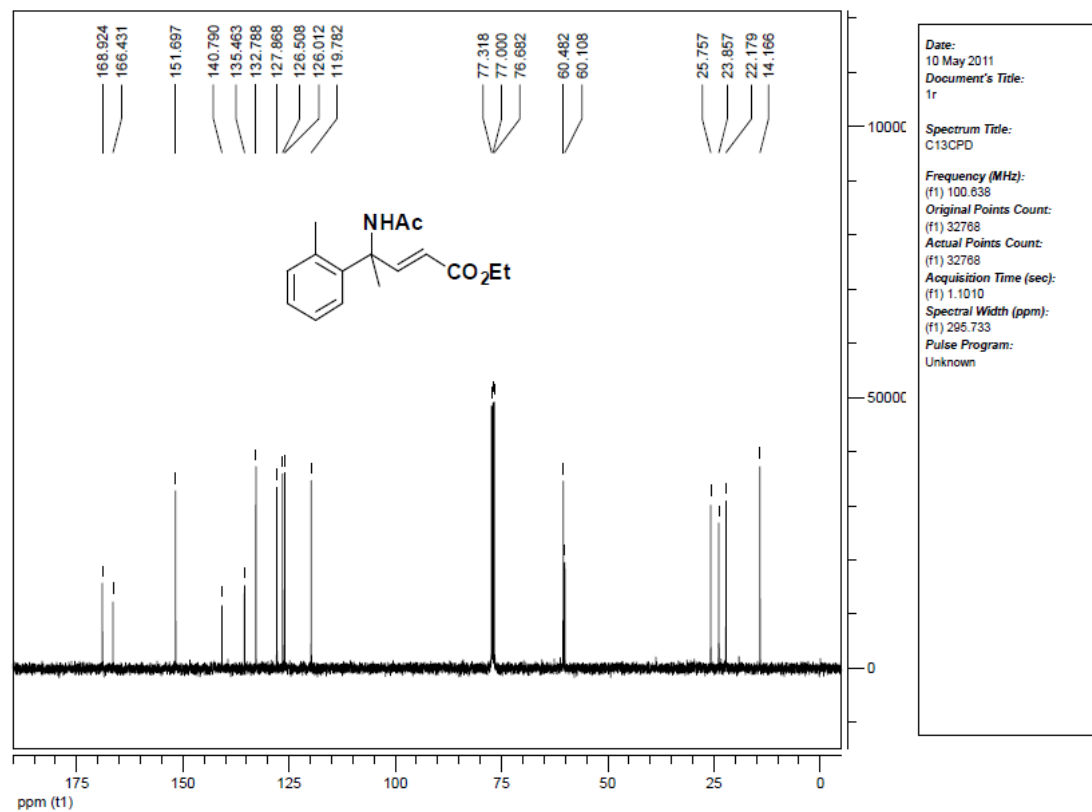 168.924
166.431
151.697
140.790
135.463
132.788
127.868
126.508
126.012
119.782
77.318
77.000
76.682
60.482
60.108
25.757
23.857
22.179
14.166
NHAc
CO2Et
10000
50000
0
175 150 125 100 75 50 25 0
ppm (t1)
Date:
10 May 2011
Document's Title:
1r
Spectrum Title:
C13CPD
Frequency (MHz):
(f1) 100.638
Original Points Count:
(f1) 32768
Actual Points Count:
(f1) 32768
Acquisition Time (sec):
(f1) 1.1010
Spectral Width (ppm):
(f1) 295.733
Pulse Program:
Unknown